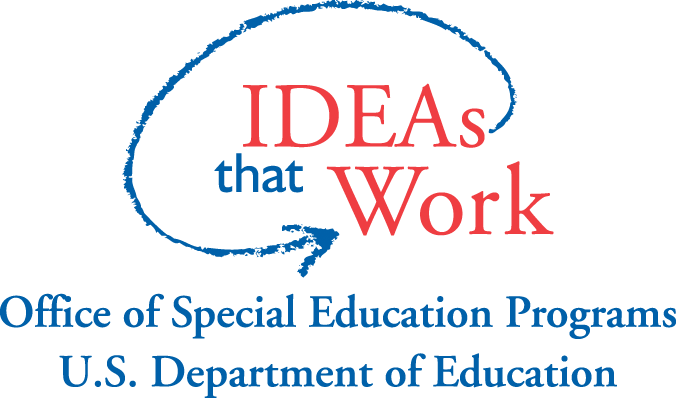 IDEAs
that Work
Office of Special Education Programs
U.S. Department of Education